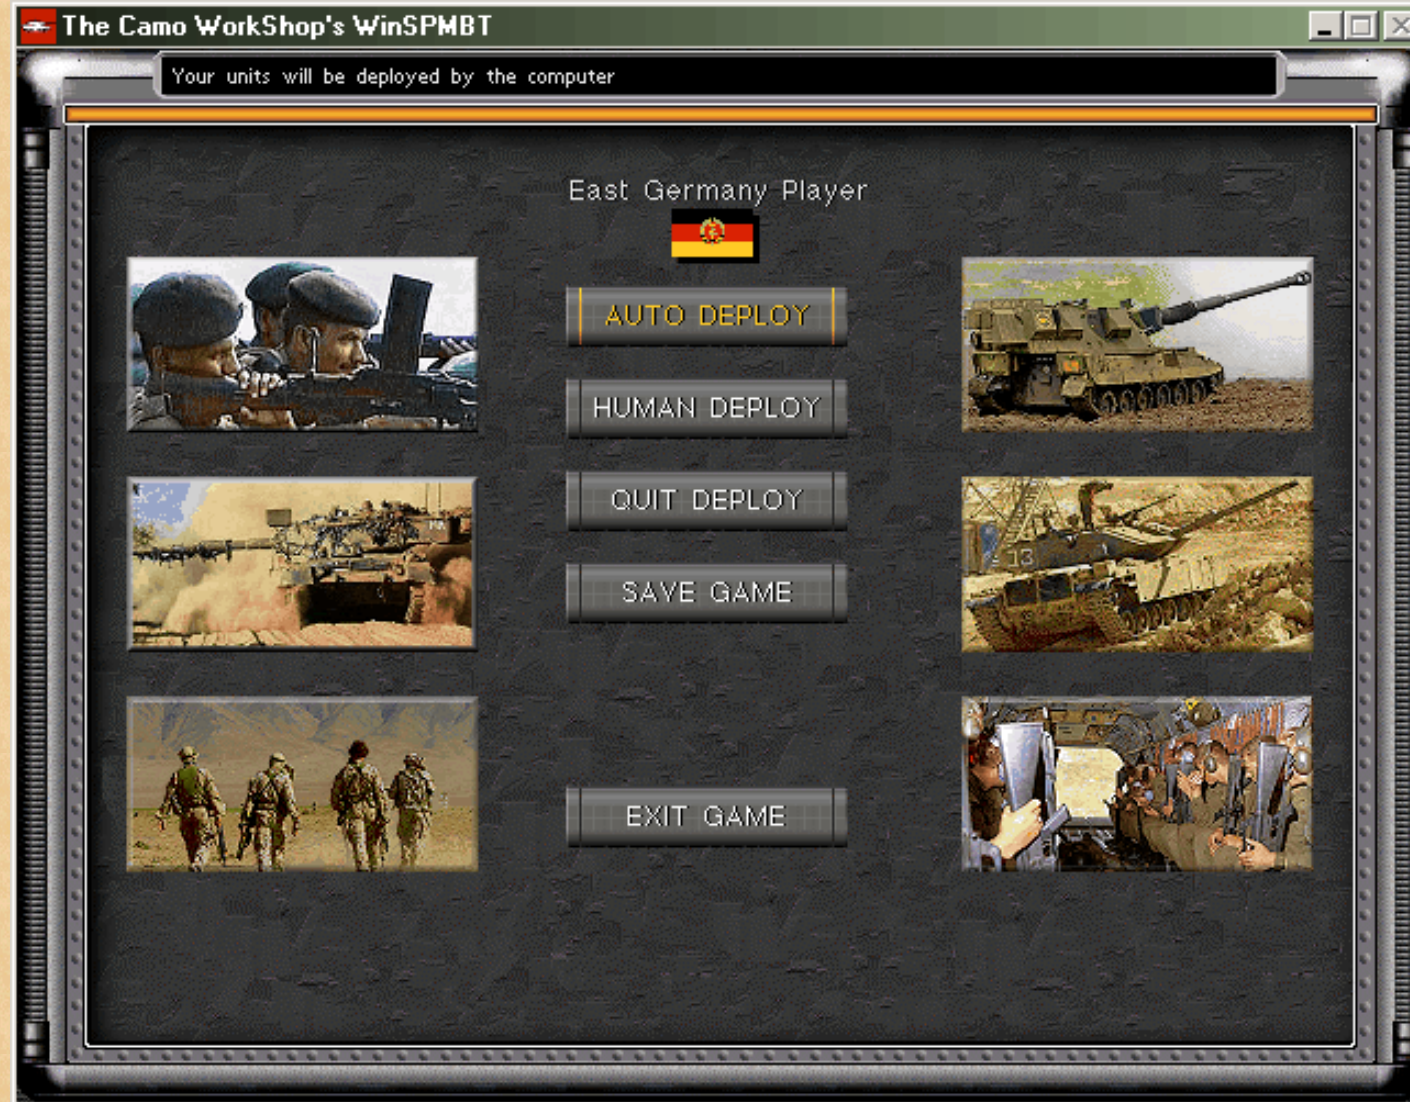 The Camo WorkShop's WinSPMBT
Your units will be deployed by the computer
East Germany Player
AUTO DEPLOY
HUMAN DEPLOY
QUIT DEPLOY
SAVE GAME
EXIT GAME
13